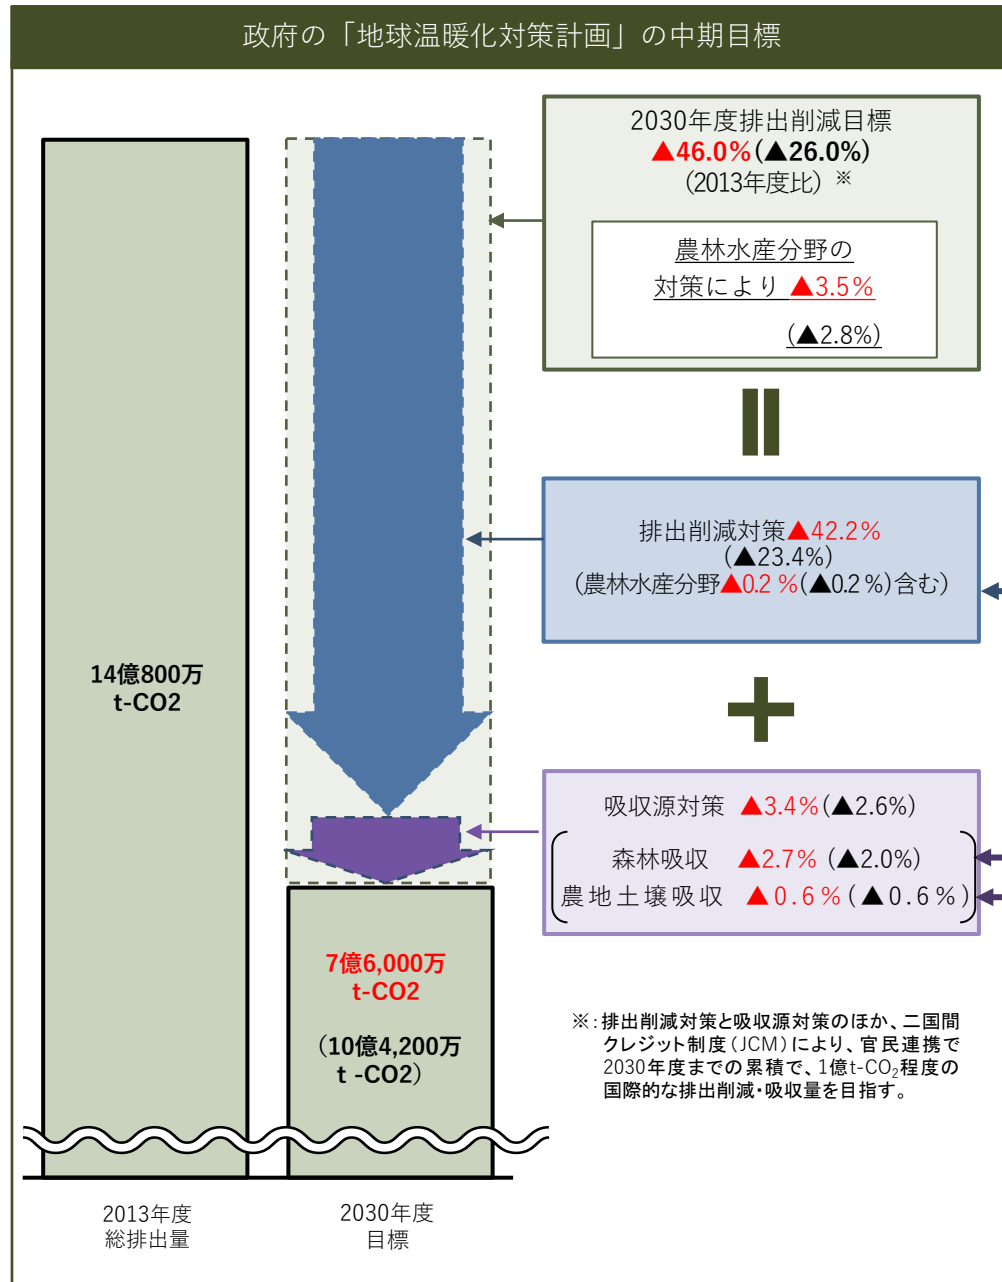 政府の「地球温暖化対策計画」の中期目標
2030年度排出削減目標
▲46.0%(▲26.0%)
(2013年度比) ※
農林水産分野の
対策により ▲3.5%
(▲2.8%)
排出削減対策▲42.2%
(▲23.4%)
(農林水産分野▲0.2 %(▲0.2 %)含む)
14億800万
t-CO2
吸収源対策 ▲3.4%(▲2.6%)
森林吸収 ▲2.7% (▲2.0%)
農地土壌吸収 ▲0.6%(▲0.6%)
7億6,000万
t-CO2
(10億4,200万
t -CO2)
※:排出削減対策と吸収源対策のほか、二国間
クレジット制度(JCM)により、官民連携で
2030年度までの累積で、1億t-CO₂程度の
国際的な排出削減・吸収量を目指す。
2013年度
総排出量
2030年度
目標